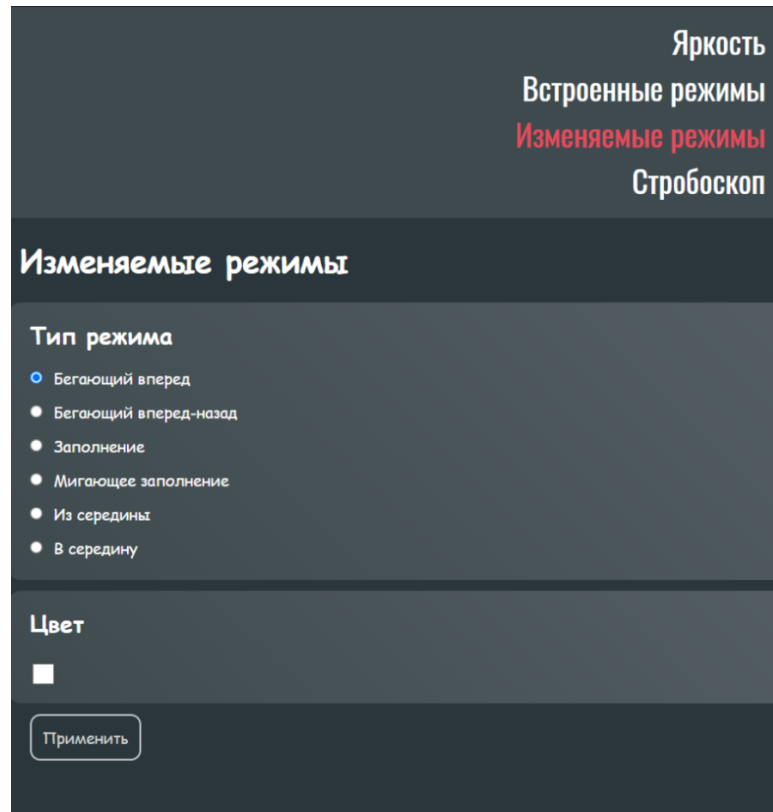 Яркость
Встроенные режимы
Изменяемые режимы
Стробоскоп
Изменяемые режимы
Тип режима
Бегающий вперед
Бегающий вперед-назад
Заполнение
Мигающее заполнение
Из середины
В середину
Цвет
Применить